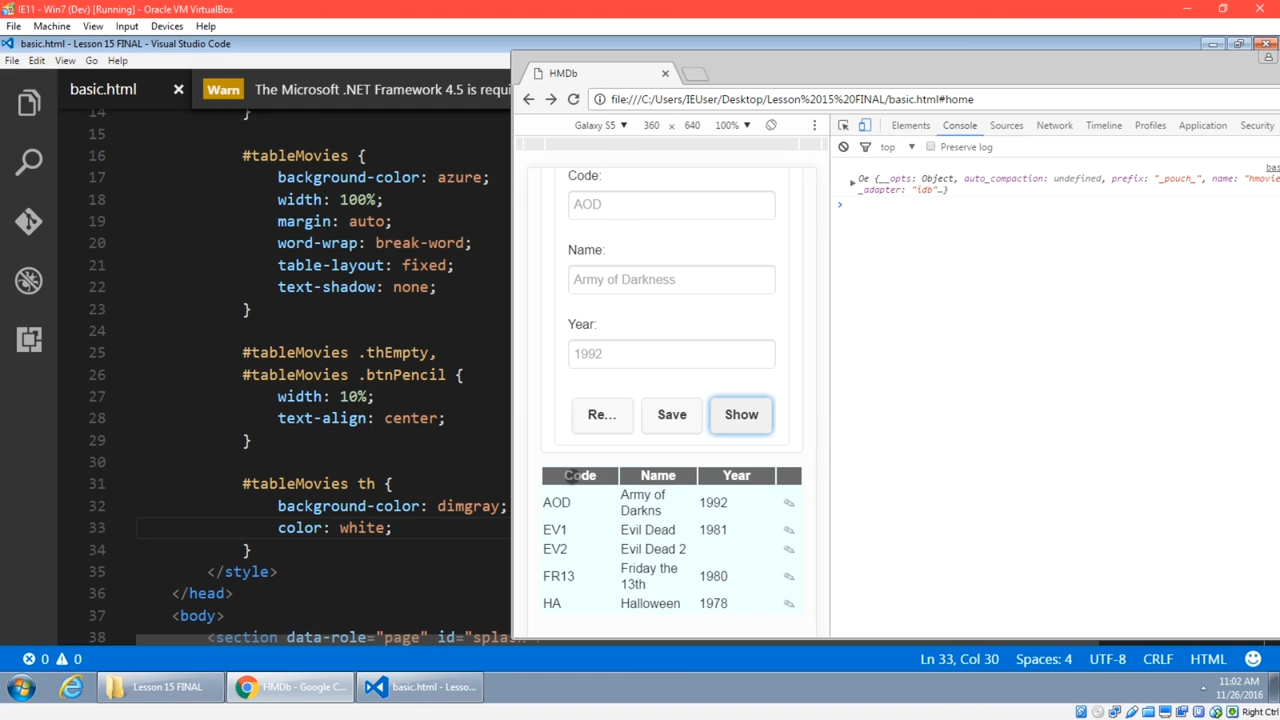 IE11 - Win7 (Dev) [Running] - Oracle VM VirtualBox
File Machine View Input Devices Help
basic.html - Lesson 15 FINAL - Visual Studio Code
File Edit View Go Help
basic.html
Warn The Microsoft .NET Framework 4.5 is requi
14 }
15
16 #tableMovies {
17 background-color: azure;
18 width: 100%;
19 margin: auto;
20 word-wrap: break-word;
21 table-layout: fixed;
22 text-shadow: none;
23 }
24
25 #tableMovies .thEmpty,
26 #tableMovies .btnPencil {
27 width: 10%;
28 text-align: center;
29 }
30
31 #tableMovies th {
32 background-color: dimgray;
33 color: white;
34 }
35 </style>
36 </head>
37 <body>
38 <section data-role="page" id="splas
HMDb
file:///C:/Users/IEUser/Desktop/Lesson%2015%20FINAL/basic.html#home
Galaxy S5 360 x 640 100%
Elements Console Sources Network Timeline Profiles Application Security
top Preserve log
bas
Oe {__opts: Object, auto_compaction: undefined, prefix: "_pouch_", name: "hmovie
_adapter: "idb"…}
Code:
AOD
Name:
Army of Darkness
Year:
1992
Re... Save Show
Code Name Year
AOD Army of Darkns 1992
EV1 Evil Dead 1981
EV2 Evil Dead 2
FR13 Friday the 13th 1980
HA Halloween 1978
0 0
Ln 33, Col 30 Spaces: 4 UTF-8 CRLF HTML
Lesson 15 FINAL
HMDb - Google C...
basic.html - Lesso...
11:02 AM
11/26/2016
Right Ctrl